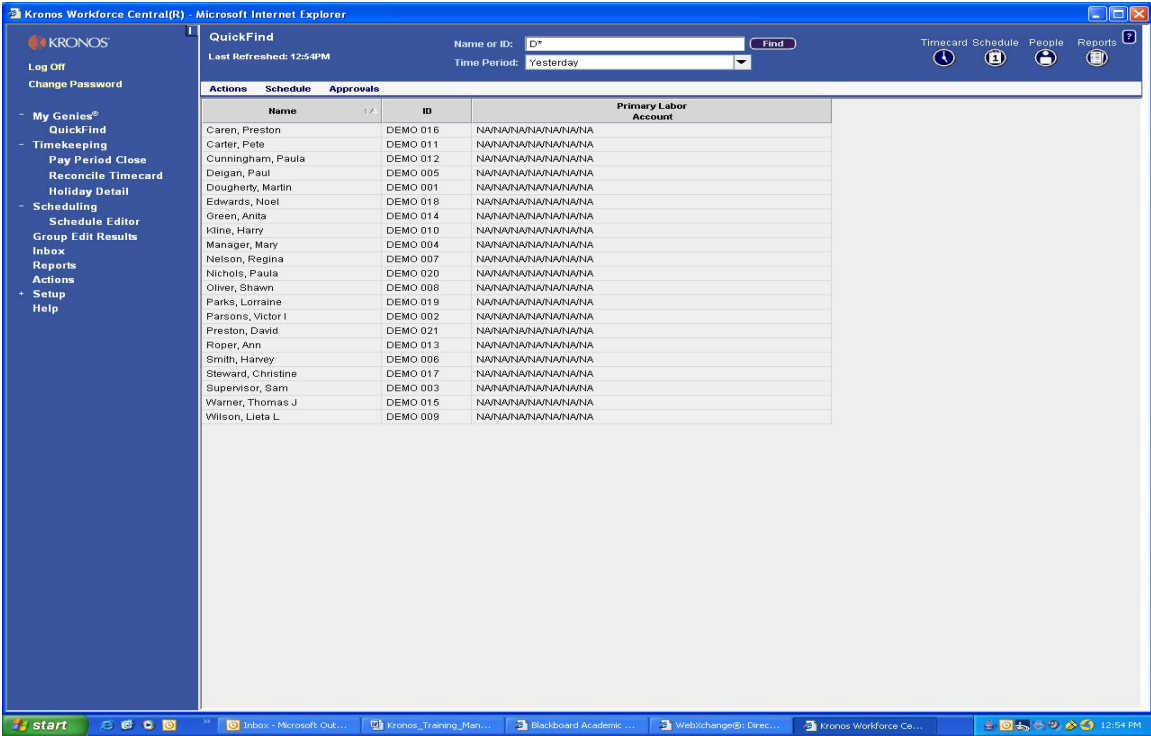 Kronos Workforce Central(R) - Microsoft Internet Explorer
KRONOS
Log Off
Change Password
- My Genies®
QuickFind
- Timekeeping
Pay Period Close
Reconcile Timecard
Holiday Detail
- Scheduling
Schedule Editor
Group Edit Results
Inbox
Reports
Actions
+ Setup
Help
QuickFind
Last Refreshed: 12:54PM
Name or ID: D* Find
Time Period: Yesterday
Timecard Schedule People Reports ?
Actions Schedule Approvals
Name ID Primary Labor
Account
Caren, Preston DEMO 016 NA/NA/NA/NA/NA/NA/NA
Carter, Pete DEMO 011 NA/NA/NA/NA/NA/NA/NA
Cunningham, Paula DEMO 012 NA/NA/NA/NA/NA/NA/NA
Deigan, Paul DEMO 005 NA/NA/NA/NA/NA/NA/NA
Dougherty, Martin DEMO 001 NA/NA/NA/NA/NA/NA/NA
Edwards, Noel DEMO 018 NA/NA/NA/NA/NA/NA/NA
Green, Anita DEMO 014 NA/NA/NA/NA/NA/NA/NA
Kline, Harry DEMO 010 NA/NA/NA/NA/NA/NA/NA
Manager, Mary DEMO 004 NA/NA/NA/NA/NA/NA/NA
Nelson, Regina DEMO 007 NA/NA/NA/NA/NA/NA/NA
Nichols, Paula DEMO 020 NA/NA/NA/NA/NA/NA/NA
Oliver, Shawn DEMO 008 NA/NA/NA/NA/NA/NA/NA
Parks, Lorraine DEMO 019 NA/NA/NA/NA/NA/NA/NA
Parsons, Victor I DEMO 002 NA/NA/NA/NA/NA/NA/NA
Preston, David DEMO 021 NA/NA/NA/NA/NA/NA/NA
Roper, Ann DEMO 013 NA/NA/NA/NA/NA/NA/NA
Smith, Harvey DEMO 006 NA/NA/NA/NA/NA/NA/NA
Steward, Christine DEMO 017 NA/NA/NA/NA/NA/NA/NA
Supervisor, Sam DEMO 003 NA/NA/NA/NA/NA/NA/NA
Warner, Thomas J DEMO 015 NA/NA/NA/NA/NA/NA/NA
Wilson, Lieta L DEMO 009 NA/NA/NA/NA/NA/NA/NA
start Inbox - Microsoft Out... Kronos_Training_Man... Blackboard Academic ... WebXchange®: Direc... Kronos Workforce Ce... 12:54 PM